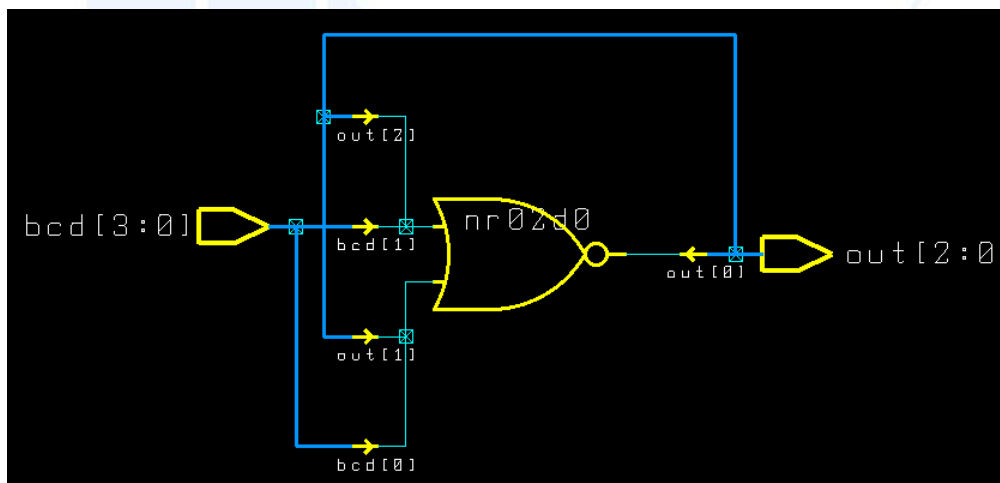 out[2]
bcd[3:0]
bcd[1]
nr02d0
out[0]
out[2:0
out[1]
bcd[0]